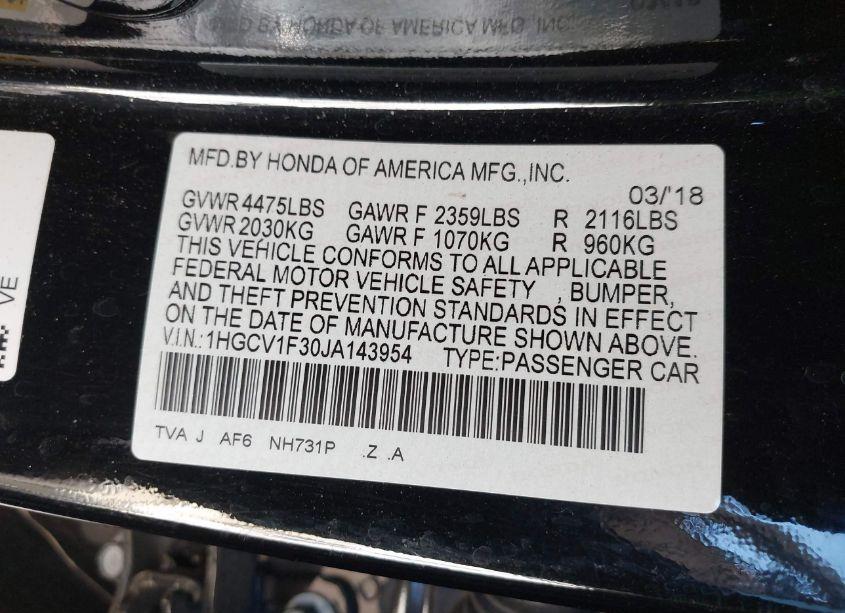 MFD.BY HONDA OF AMERICA MFG.,INC.
03/'18
GVWR 4475LBS GAWR F 2359LBS R 2116LBS
GVWR 2030KG GAWR F 1070KG R 960KG
THIS VEHICLE CONFORMS TO ALL APPLICABLE
FEDERAL MOTOR VEHICLE SAFETY , BUMPER,
AND THEFT PREVENTION STANDARDS IN EFFECT
ON THE DATE OF MANUFACTURE SHOWN ABOVE.
V.I.N.:1HGCV1F30JA143954 TYPE:PASSENGER CAR
TVA J AF6 NH731P .Z .A
VE